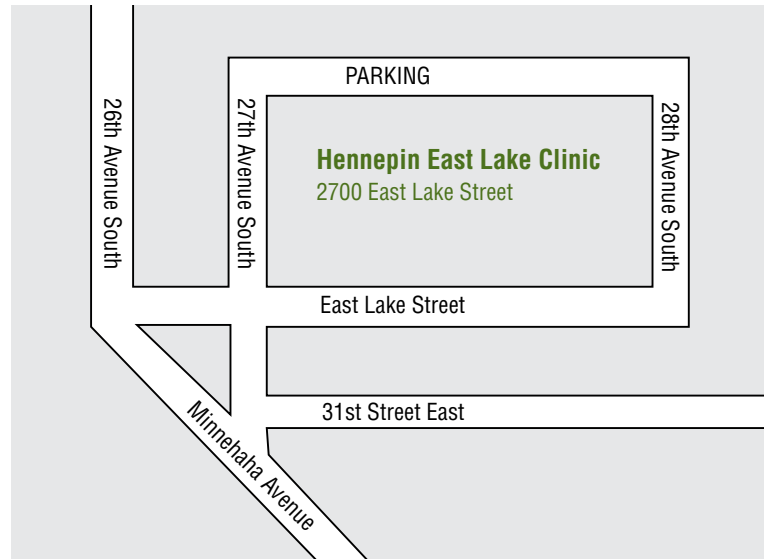 PARKING
26th Avenue South
27th Avenue South
28th Avenue South
Hennepin East Lake Clinic
2700 East Lake Street
East Lake Street
31st Street East
Minnehaha Avenue